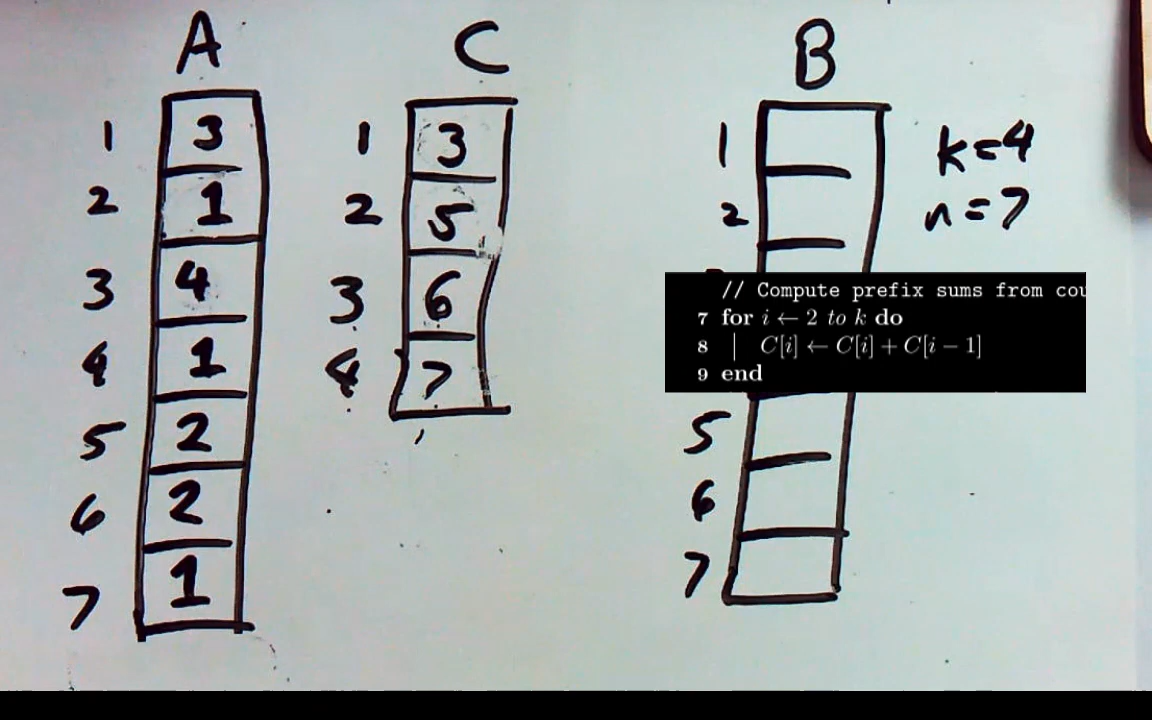 A
C
B
1 3
2 1
3 4
4 1
5 2
6 2
7 1
1 3
2 5
3 6
4 7
1
2
5
6
7
k=4
n=7
// Compute prefix sums from cou
7 for i ← 2 to k do
8 C[i] ← C[i] + C[i − 1]
9 end